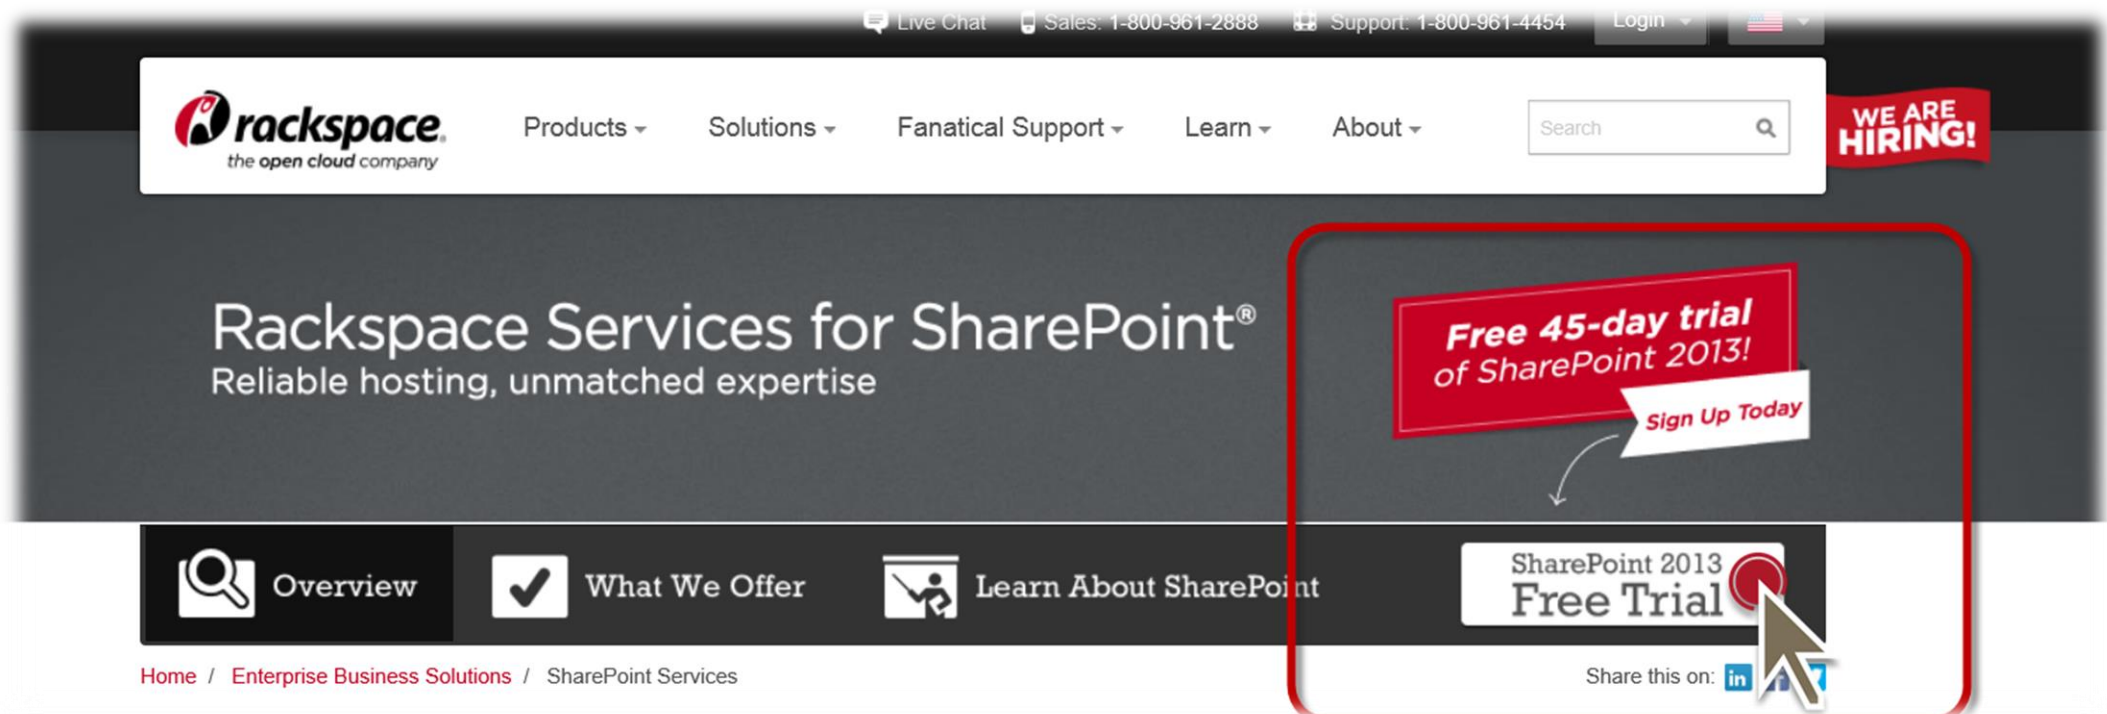 Live Chat Sales: 1-800-961-2888 Support: 1-800-961-4454 Login
rackspace.
the open cloud company
Products Solutions Fanatical Support Learn About Search
WE ARE
HIRING!
Rackspace Services for SharePoint®
Reliable hosting, unmatched expertise
Free 45-day trial
of SharePoint 2013!
Sign Up Today
Overview What We Offer Learn About SharePoint
SharePoint 2013
Free Trial
Home / Enterprise Business Solutions / SharePoint Services
Share this on: in